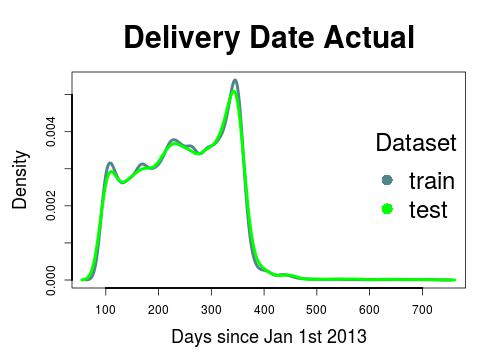 Delivery Date Actual
Density
0.004
0.002
0.000
Dataset
train
test
100 200 300 400 500 600 700
Days since Jan 1st 2013